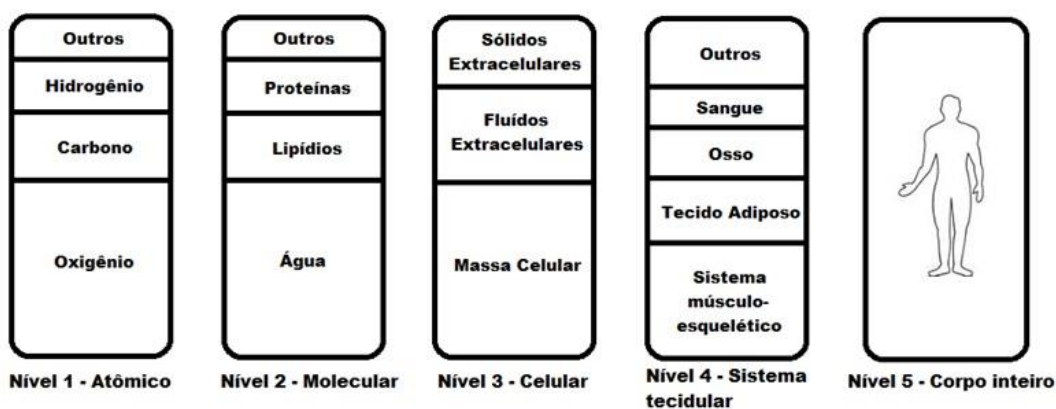 Outros
Hidrogênio
Carbono
Oxigênio
Nível 1 - Atômico
Outros
Proteínas
Lipídios
Água
Nível 2 - Molecular
Sólidos
Extracelulares
Fluídos
Extracelulares
Massa Celular
Nível 3 - Celular
Outros
Sangue
Osso
Tecido Adiposo
Sistema
músculo-
esquelético
Nível 4 - Sistema
tecidular
Nível 5 - Corpo inteiro